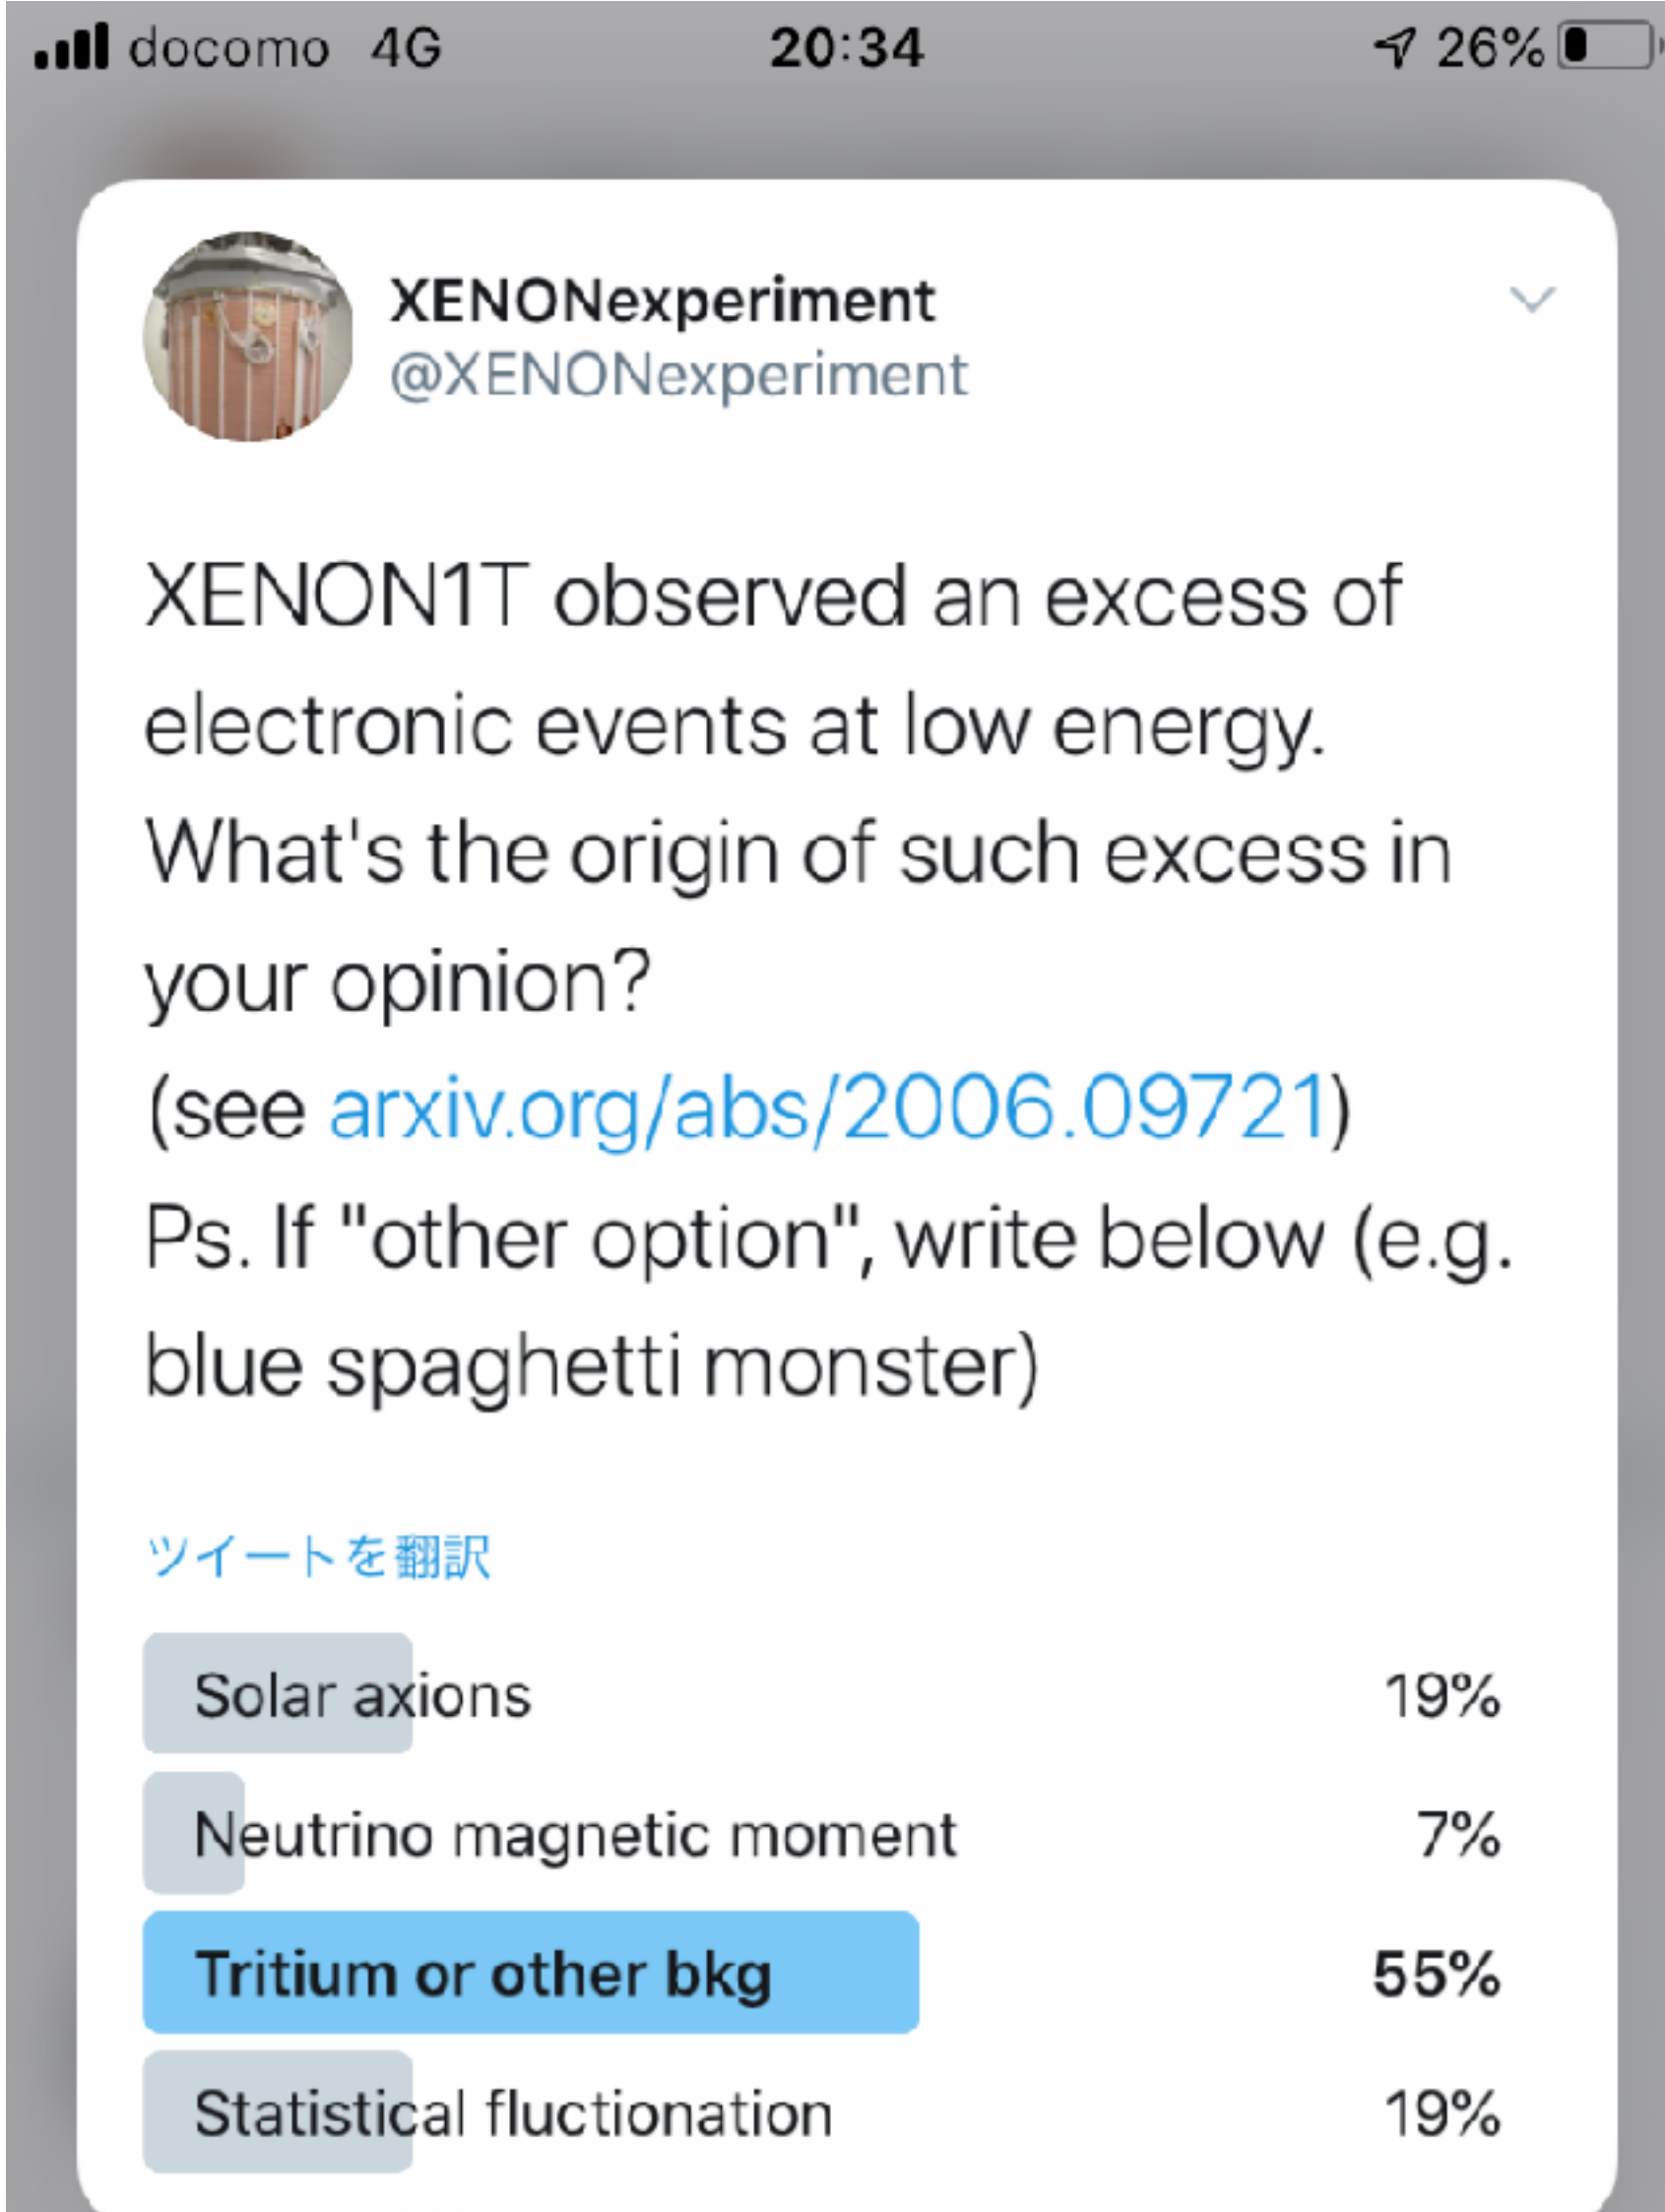 docomo 4G 20:34 26%
XENONexperiment
@XENONexperiment
XENON1T observed an excess of
electronic events at low energy.
What's the origin of such excess in
your opinion?
(see arxiv.org/abs/2006.09721)
Ps. If "other option", write below (e.g.
blue spaghetti monster)
ツイートを翻訳
Solar axions 19%
Neutrino magnetic moment 7%
Tritium or other bkg 55%
Statistical fluctionation 19%